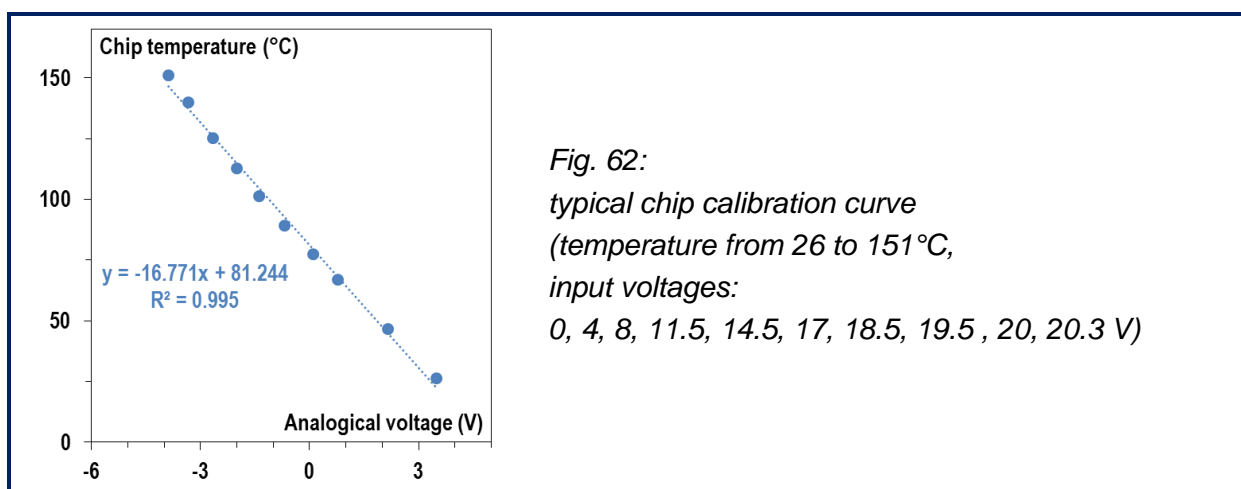 Chip temperature (°C)
150
100
y = -16.771x + 81.244
R² = 0.995
50
Analogical voltage (V)
0
-6
-3
0
3
Fig. 62:
typical chip calibration curve
(temperature from 26 to 151°C,
input voltages:
0, 4, 8, 11.5, 14.5, 17, 18.5, 19.5 , 20, 20.3 V)